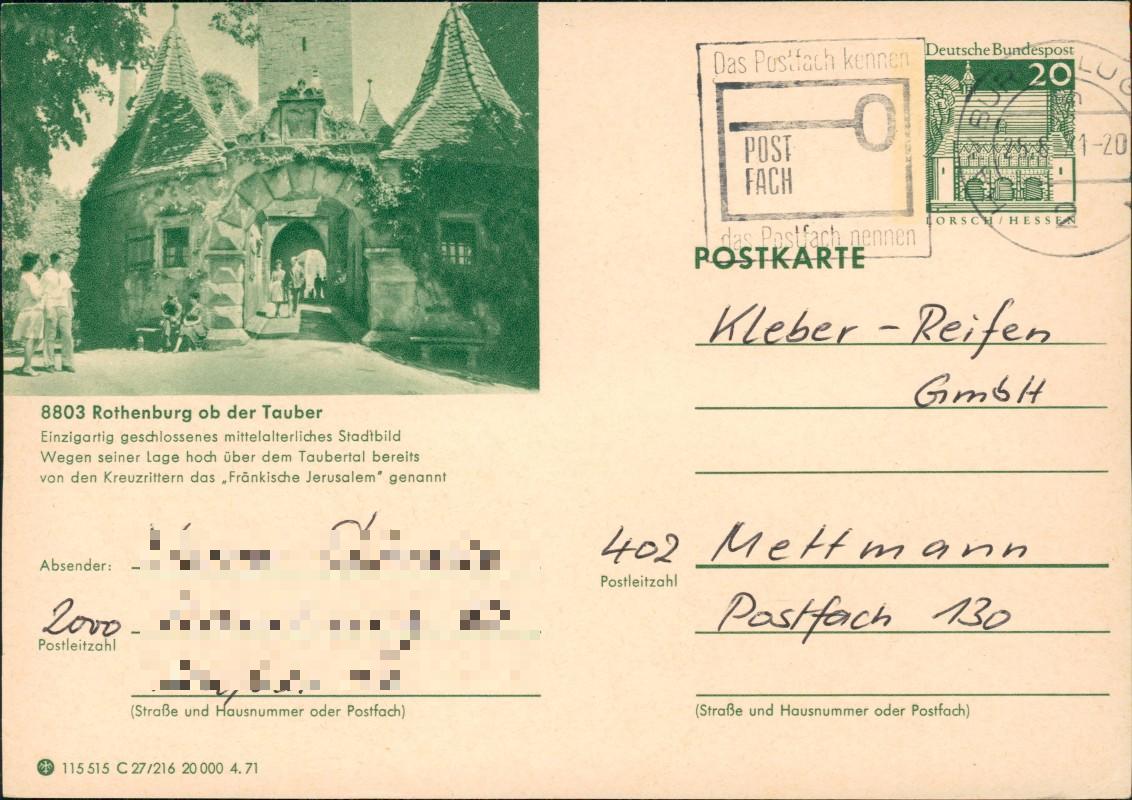 Das Postfach kennen
POST
FACH
das Postfach nennen
Deutsche Bundespost
20
LORSCH/HESSEN
POSTKARTE
Kleber - Reifen
GmbH
402 Mettmann
Postleitzahl
Postfach 130
(Straße und Hausnummer oder Postfach)
8803 Rothenburg ob der Tauber
Einzigartig geschlossenes mittelalterliches Stadtbild
Wegen seiner Lage hoch über dem Taubertal bereits
von den Kreuzrittern das „Fränkische Jerusalem" genannt
Absender:
2000
Postleitzahl
(Straße und Hausnummer oder Postfach)
115 515 C 27/216 20 000 4.71